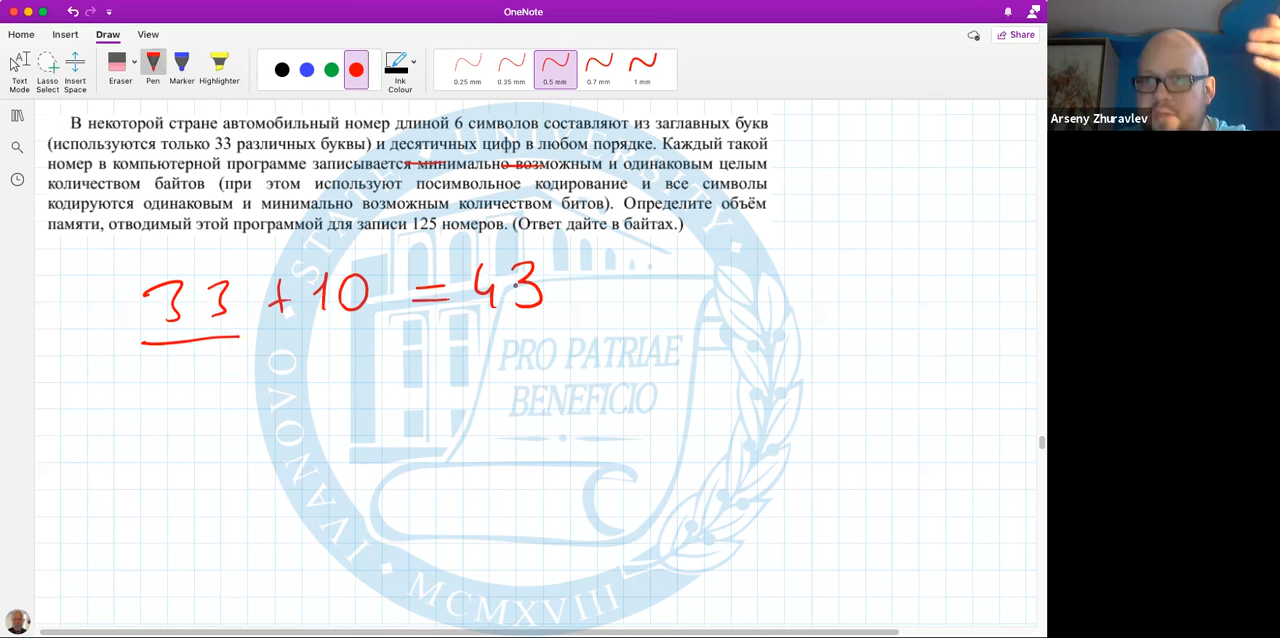 OneNote
Home Insert Draw View
Share
Text Mode Lasso Select Insert Space Eraser Pen Marker Highlighter Ink Colour 0.25 mm 0.35 mm 0.5 mm 0.7 mm 1 mm
Arseny Zhuravlev
В некоторой стране автомобильный номер длиной 6 символов составляют из заглавных букв
(используются только 33 различных буквы) и десятичных цифр в любом порядке. Каждый такой
номер в компьютерной программе записывается минимально возможным и одинаковым целым
количеством байтов (при этом используют посимвольное кодирование и все символы
кодируются одинаковым и минимально возможным количеством битов). Определите объём
памяти, отводимый этой программой для записи 125 номеров. (Ответ дайте в байтах.)
33 + 10 = 43
IVANOVO STATE UNIVERSITY
PRO PATRIAE
BENEFICIO
MCMXVIII